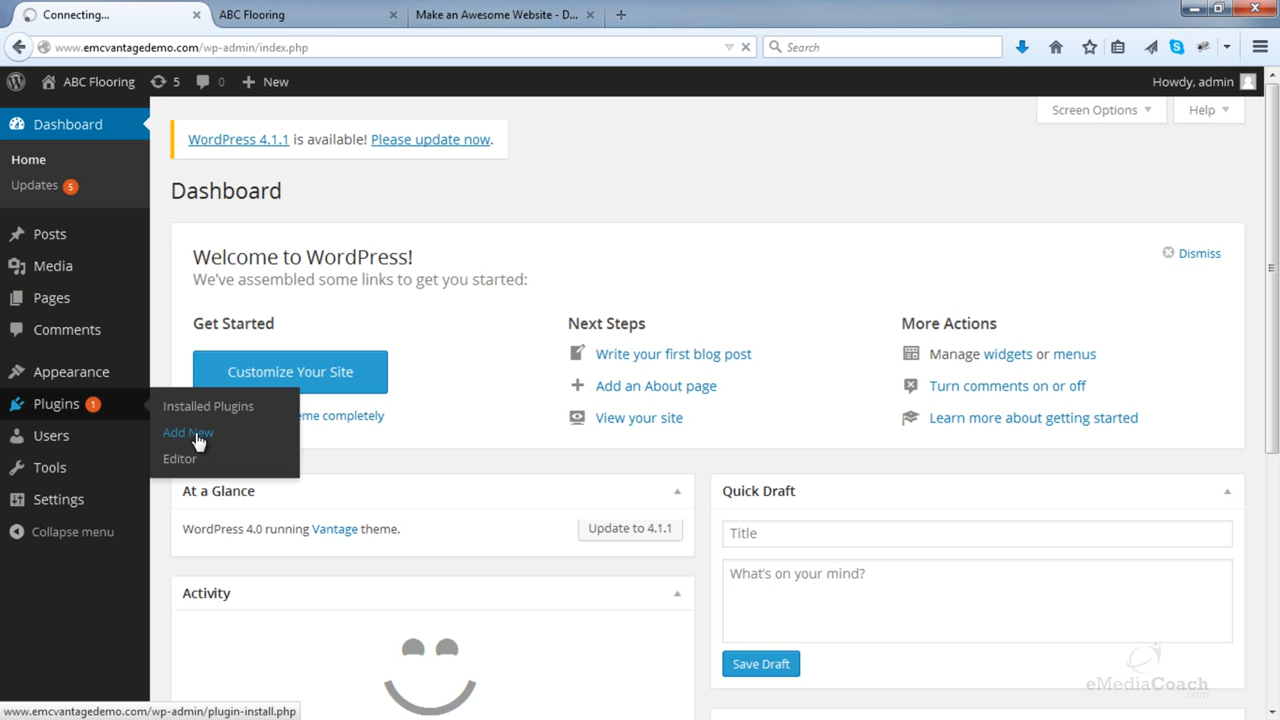 Connecting...
ABC Flooring
Make an Awesome Website - D...
www.emcvantagedemo.com/wp-admin/index.php
Search
ABC Flooring
5
0
New
Howdy, admin
Dashboard
Home
Updates 5
Posts
Media
Pages
Comments
Appearance
Plugins 1
Users
Tools
Settings
Collapse menu
Installed Plugins
Add New
Editor
Screen Options
Help
WordPress 4.1.1 is available! Please update now.
Dashboard
Welcome to WordPress!
We've assembled some links to get you started:
Dismiss
Get Started
Customize Your Site
eme completely
Next Steps
Write your first blog post
Add an About page
View your site
More Actions
Manage widgets or menus
Turn comments on or off
Learn more about getting started
At a Glance
WordPress 4.0 running Vantage theme.
Update to 4.1.1
Activity
Quick Draft
Title
What's on your mind?
Save Draft
eMediaCoach
.com
www.emcvantagedemo.com/wp-admin/plugin-install.php